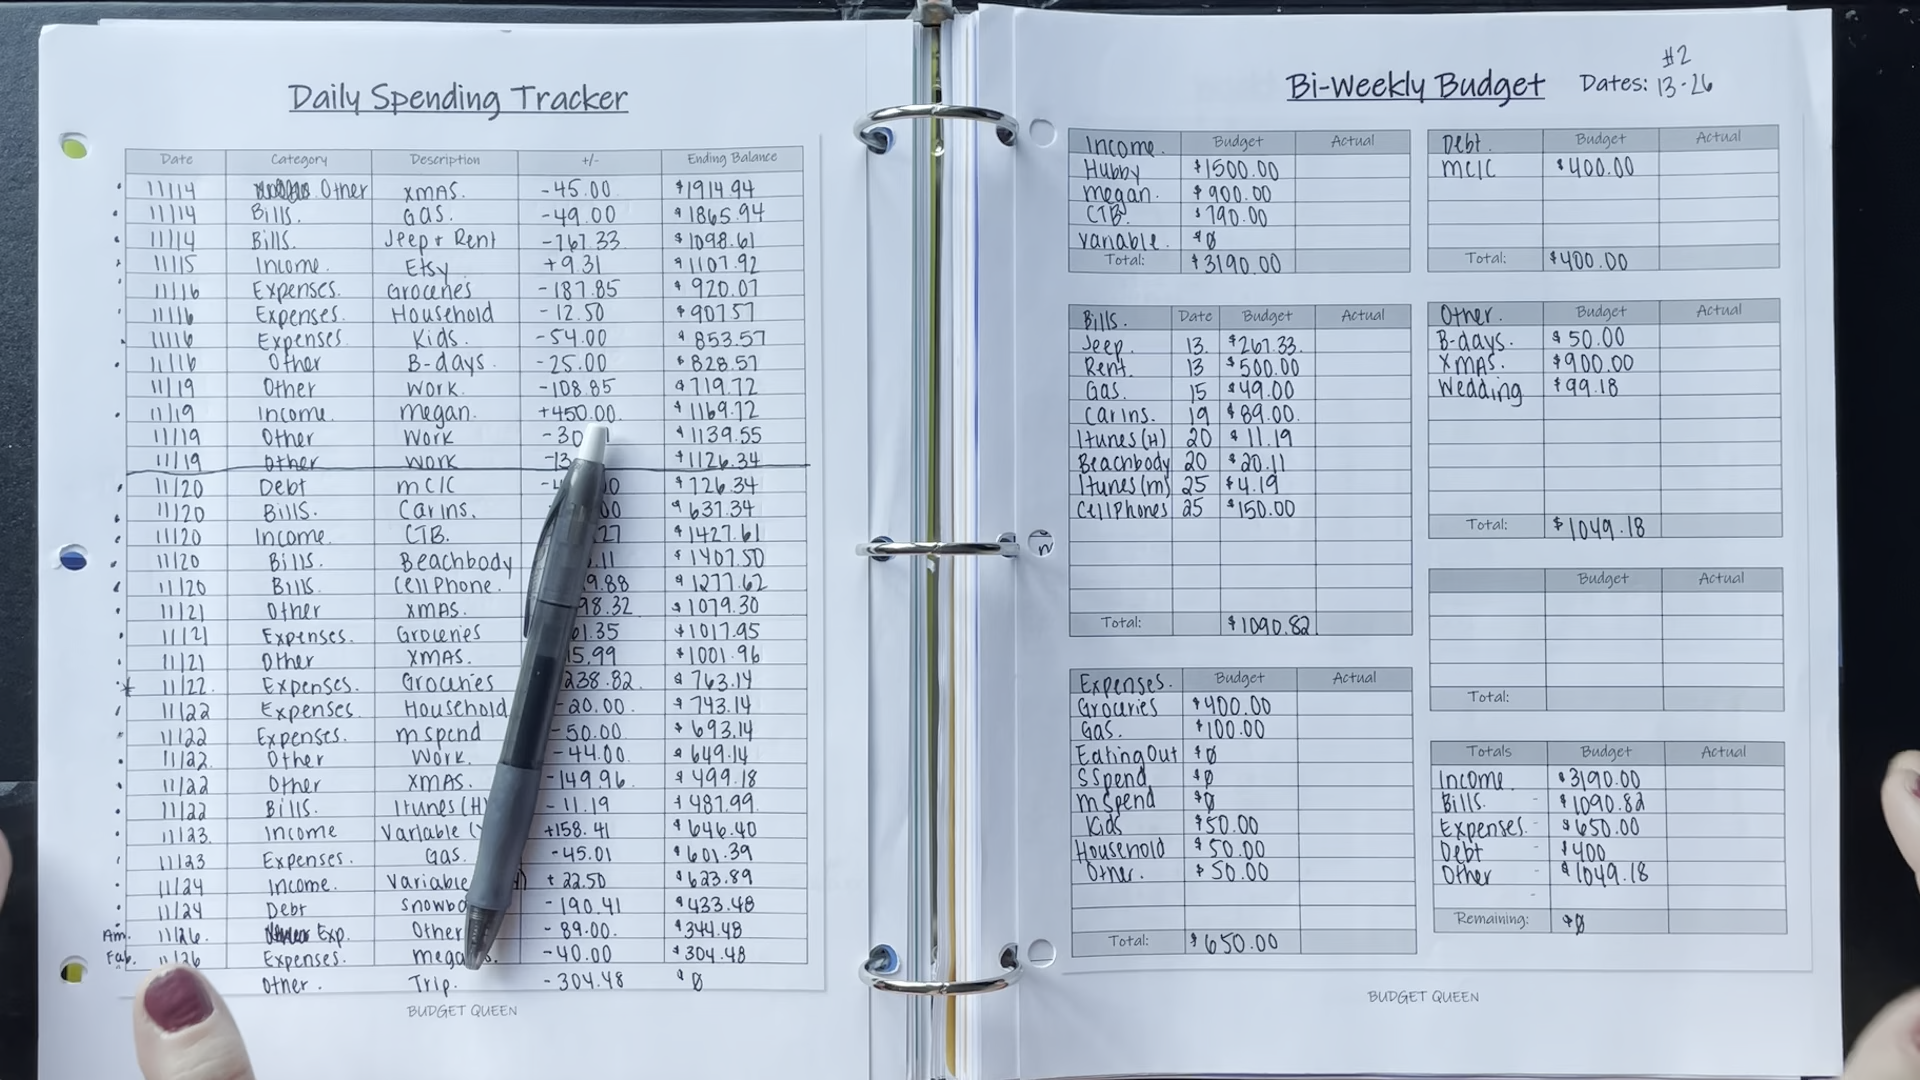 Daily Spending Tracker
Date Category Description +/- Ending Balance
11/14 Other XMAS. -45.00 $1914.94
11/14 Bills. Gas. -49.00 $1865.94
11/14 Bills. Jeep + Rent -767.33 $1098.61
11/15 Income. Etsy +9.31 $1107.92
11/16 Expenses. Groceries -187.85 $920.07
11/16 Expenses. Household -12.50 $907.57
11/16 Expenses Kids. -54.00 $853.57
11/16 Other B-days. -25.00 $828.57
11/19 Other Work. -108.85 $719.72
11/19 Income. Megan. +450.00. $1169.72
11/19 Other Work -30 $1139.55
11/19 Other Work -13 $1126.34
11/20 Debt MCIC $726.34
11/20 Bills. Car ins. 00 $637.34
11/20 Income. CTB. 27 $1427.61
11/20 Bills. Beachbody .11 $1407.50
11/20 Bills Cell Phone. 9.88 $1277.62
11/21 Other XMAS. 98.32 $1079.30
11/21 Expenses. Groceries 61.35 $1017.95
11/21 Other XMAS. 15.99 $1001.96
* 11/22. Expenses. Groceries 238.82. $763.14
11/22 Expenses. Household -20.00. $743.14
11/22 Expenses. m spend -50.00 $693.14
11/22. Other Work. -44.00. $649.14
11/22 Other XMAS. -149.96 $499.18
11/22 Bills. Itunes (H) -11.19 $487.99.
11/23. Income Variable +158.41 $646.40
11/23 Expenses. Gas. -45.01 $601.39
11/24 Income. Variable +22.50 $623.89
11/24 Debt -190.41 $433.48
Am. 11/26. Exp. Other -89.00. $344.48
Fab. 11/26 Expenses. -40.00 $304.48
Other. Trip. -304.48 $0
BUDGET QUEEN
Bi-Weekly Budget Dates: #2 13-26
Income. Budget Actual
Hubby $1500.00
Megan. $900.00
CTB. $790.00
Variable. $0
Total: $3190.00
Bills. Date Budget Actual
Jeep. 13. $267.33.
Rent. 13 $500.00
Gas. 15 $49.00
Car ins. 19 $89.00.
Itunes (H) 20 $11.19
Beachbody 20 $20.11
Itunes (m) 25 $4.19
Cell Phones 25 $150.00
Total: $1090.82
Expenses. Budget Actual
Groceries $400.00
Gas. $100.00
Eating Out $0
S Spend $0
m Spend $0
Kids $50.00
Household $50.00
Other. $50.00
Total: $650.00
Debt. Budget Actual
MCIC $400.00
Total: $400.00
Other. Budget Actual
B-days. $50.00
XMAS. $900.00
Wedding $99.18
Total: $1049.18
Budget Actual
Total:
Totals Budget Actual
Income $3190.00
Bills. - $1090.82
Expenses. - $650.00
Debt - $400
Other - $1049.18
-
Remaining: $0
BUDGET QUEEN